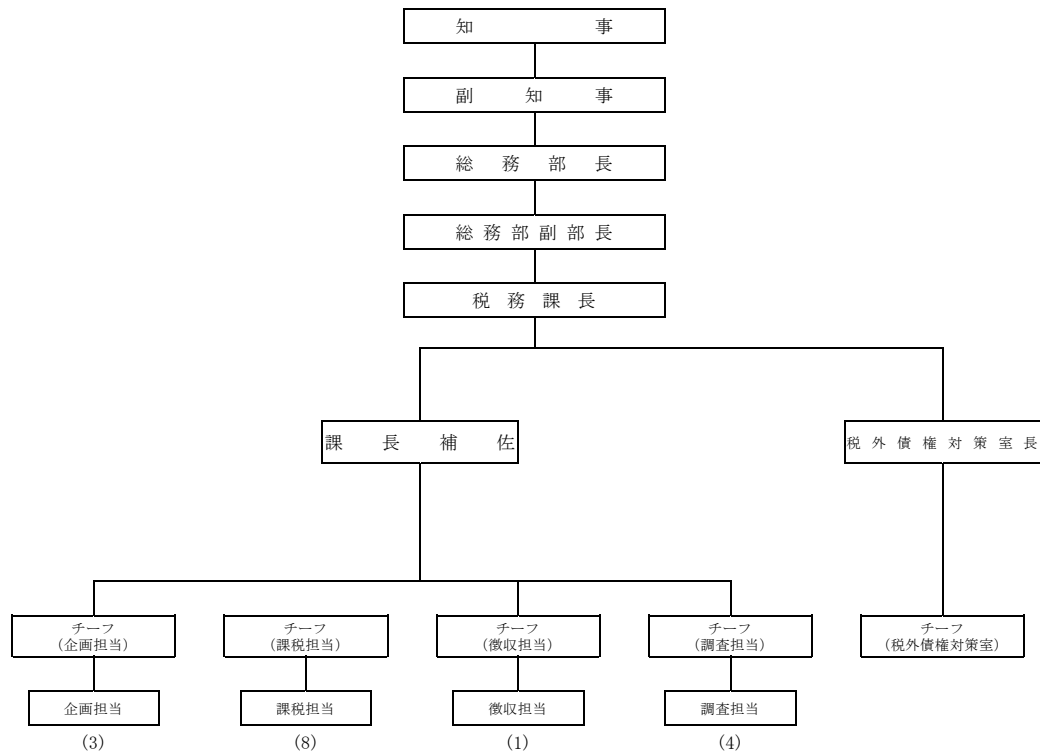 知事
副知事
総務部長
総務部副部長
税務課長
課長補佐
税外債権対策室長
チーフ
(企画担当)
チーフ
(課税担当)
チーフ
(徴収担当)
チーフ
(調査担当)
チーフ
(税外債権対策室)
企画担当
課税担当
徴収担当
調査担当
(3)
(8)
(1)
(4)